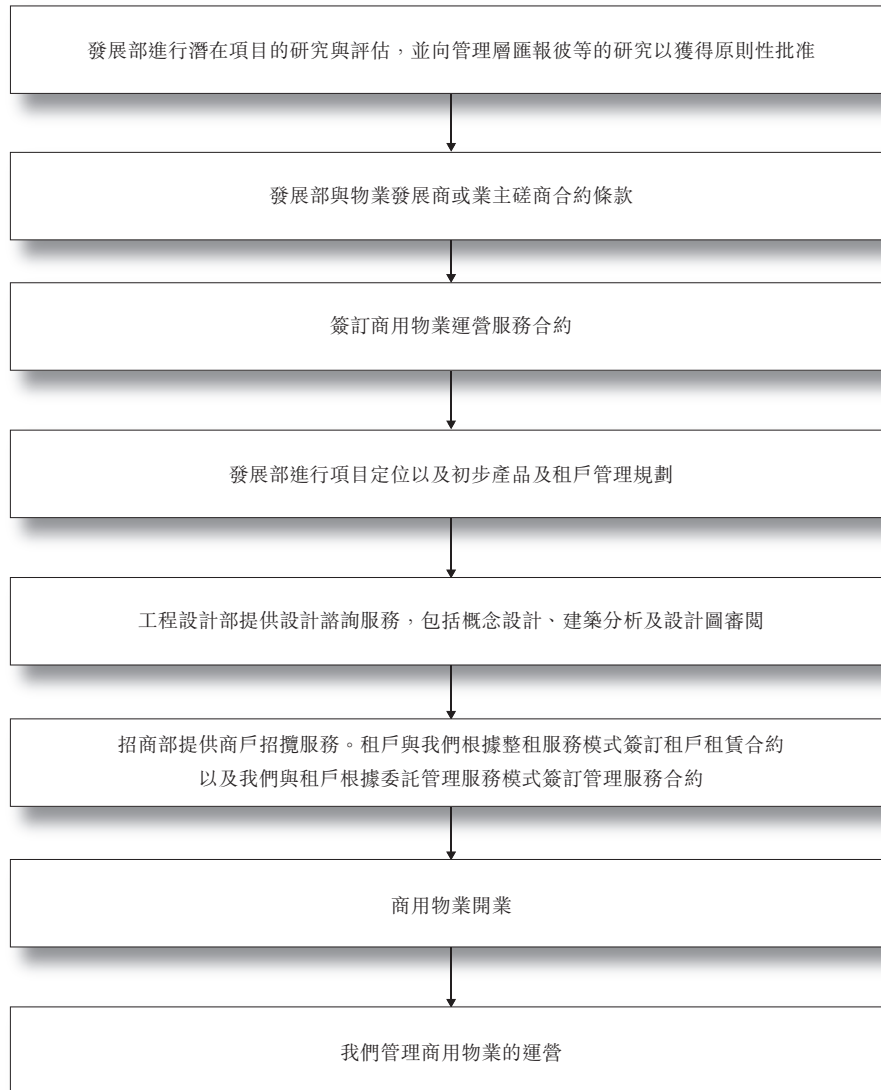 發展部進行潛在項目的研究與評估，並向管理層匯報彼等的研究以獲得原則性批准
發展部與物業發展商或業主磋商合約條款
簽訂商用物業運營服務合約
發展部進行項目定位以及初步產品及租戶管理規劃
工程設計部提供設計諮詢服務，包括概念設計、建築分析及設計圖審閱
招商部提供商戶招攬服務。租戶與我們根據整租服務模式簽訂租戶租賃合約
以及我們與租戶根據委託管理服務模式簽訂管理服務合約
商用物業開業
我們管理商用物業的運營